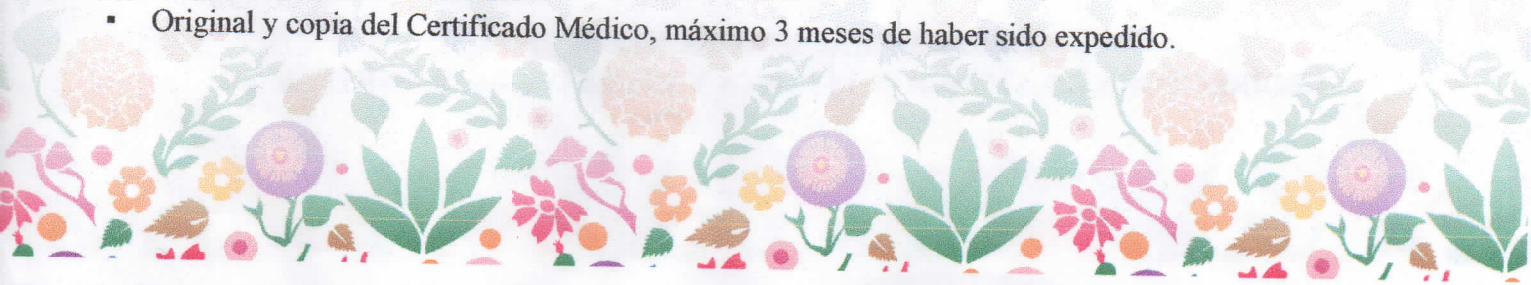 ▪ Original y copia del Certificado Médico, máximo 3 meses de haber sido expedido.